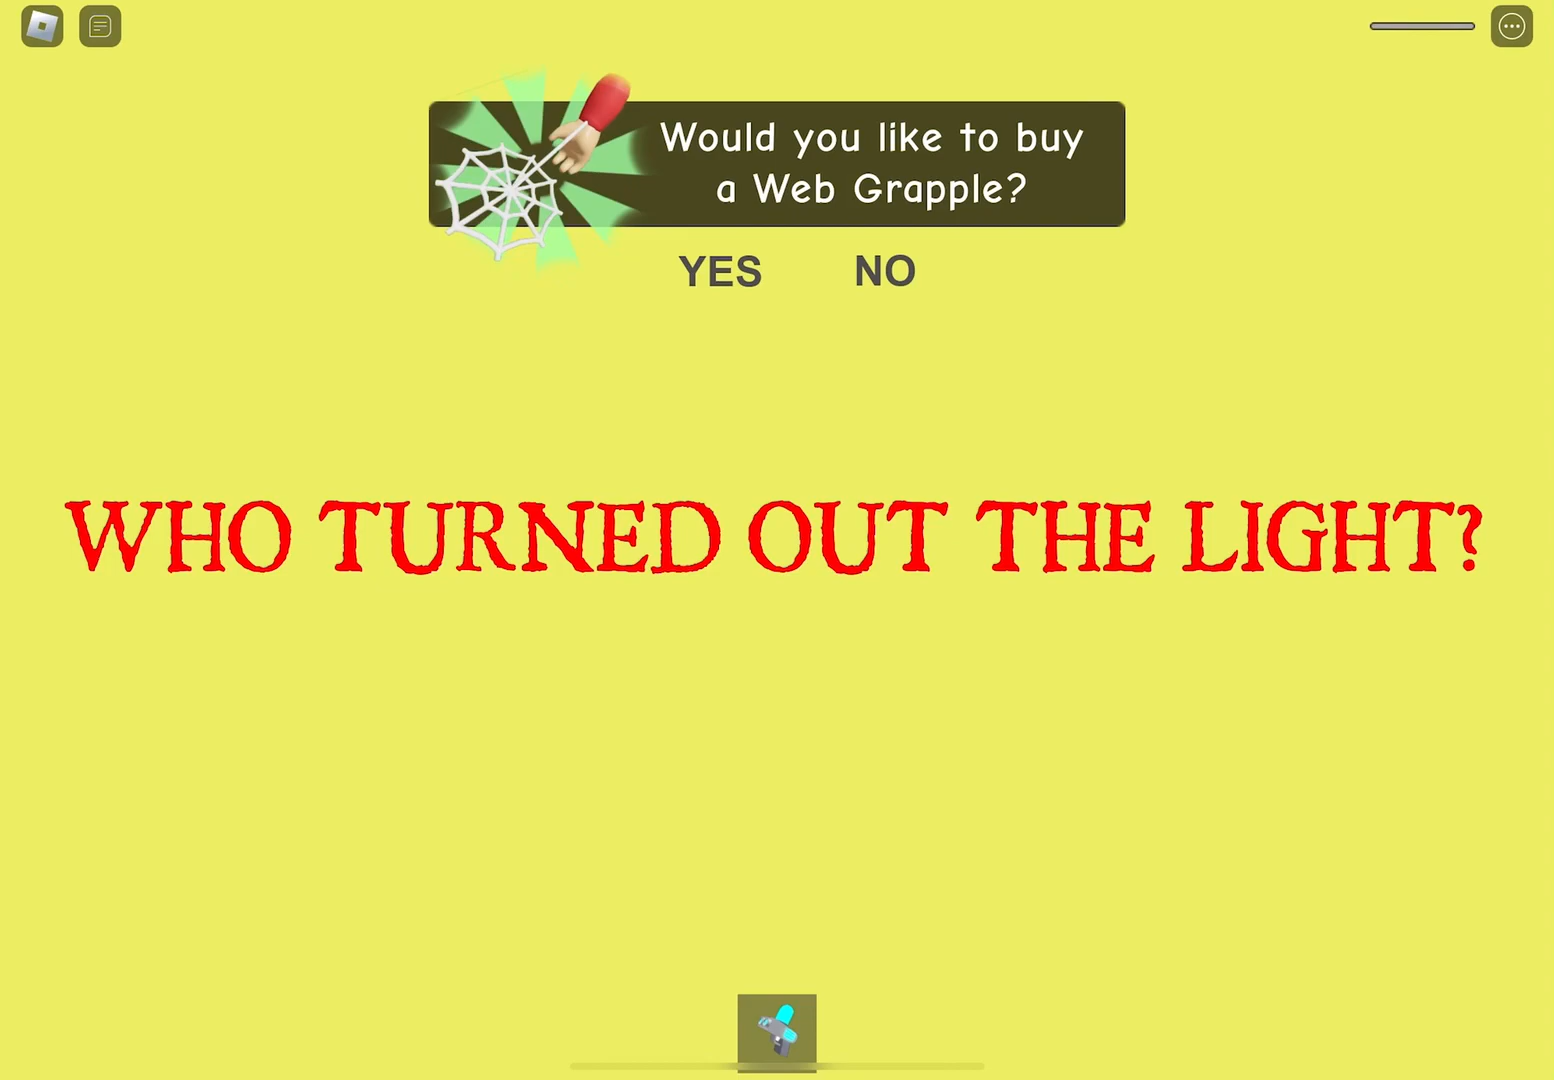 Would you like to buy
a Web Grapple?
YES NO
WHO TURNED OUT THE LIGHT?